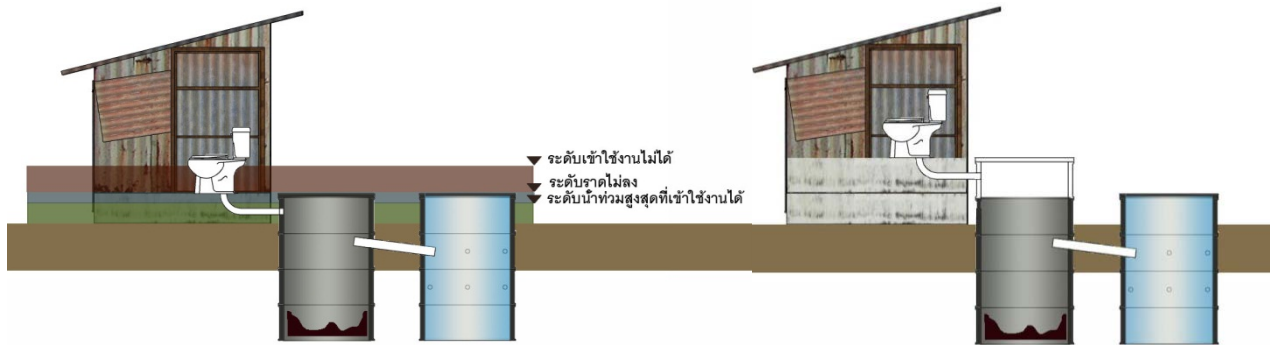 ระดับเข้าใช้งานไม่ได้
ระดับราดไม่ลง
ระดับน้ำท่วมสูงสุดที่เข้าใช้งานได้